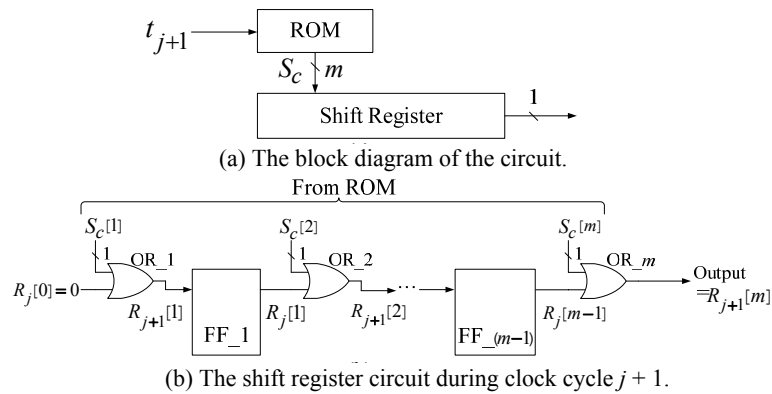 t_{j+1}
ROM
S_c m
1
Shift Register
(a) The block diagram of the circuit.
From ROM
S_c[1] S_c[2] S_c[m]
1 OR_1 1 OR_2 1 OR_m
R_j[0]=0 R_{j+1}[1] FF_1 R_j[1] R_{j+1}[2] ... FF_(m−1) R_j[m−1] Output
=R_{j+1}[m]
(b) The shift register circuit during clock cycle j + 1.